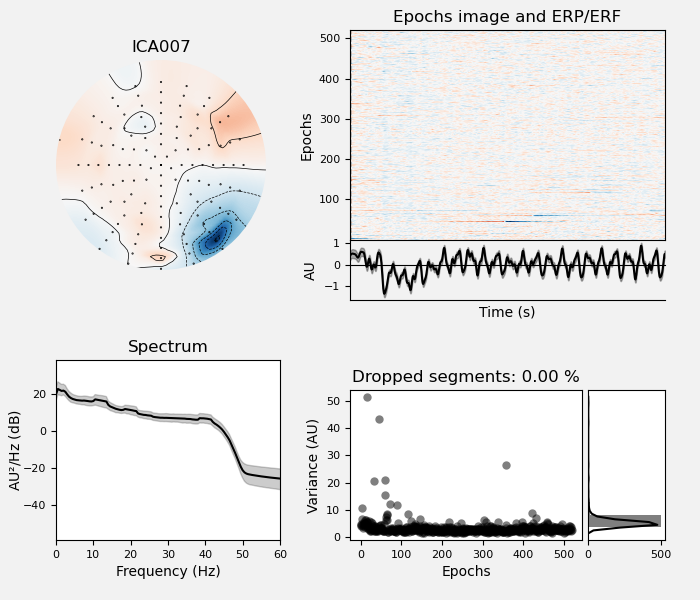 ICA007
Epochs image and ERP/ERF
500
400
300
200
100
Epochs
1
0
−1
AU
Time (s)
Spectrum
20
0
−20
−40
AU²/Hz (dB)
0 10 20 30 40 50 60
Frequency (Hz)
Dropped segments: 0.00 %
50
40
30
20
10
0
Variance (AU)
0 100 200 300 400 500
Epochs
0 500